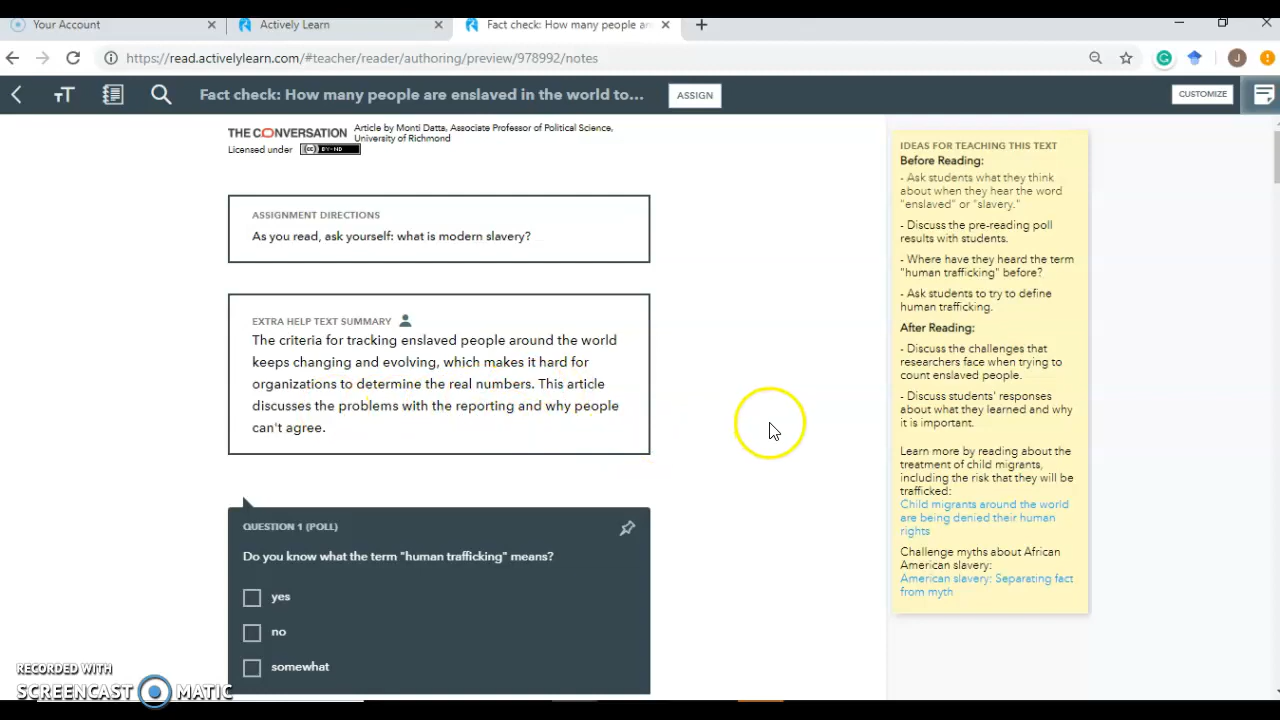 Your Account
Actively Learn
Fact check: How many people an
https://read.activelylearn.com/#teacher/reader/authoring/preview/978992/notes
J
TT
Fact check: How many people are enslaved in the world to...
ASSIGN
CUSTOMIZE
THE CONVERSATION
Article by Monti Datta, Associate Professor of Political Science,
University of Richmond
Licensed under
CC BY-ND
ASSIGNMENT DIRECTIONS
As you read, ask yourself: what is modern slavery?
EXTRA HELP TEXT SUMMARY
The criteria for tracking enslaved people around the world
keeps changing and evolving, which makes it hard for
organizations to determine the real numbers. This article
discusses the problems with the reporting and why people
can't agree.
QUESTION 1 (POLL)
Do you know what the term "human trafficking" means?
yes
no
somewhat
IDEAS FOR TEACHING THIS TEXT
Before Reading:
- Ask students what they think
about when they hear the word
"enslaved" or "slavery."
- Discuss the pre-reading poll
results with students.
- Where have they heard the term
"human trafficking" before?
- Ask students to try to define
human trafficking.
After Reading:
- Discuss the challenges that
researchers face when trying to
count enslaved people.
- Discuss students' responses
about what they learned and why
it is important.
Learn more by reading about the
treatment of child migrants,
including the risk that they will be
trafficked:
Child migrants around the world
are being denied their human
rights
Challenge myths about African
American slavery:
American slavery: Separating fact
from myth
RECORDED WITH
SCREENCAST MATIC